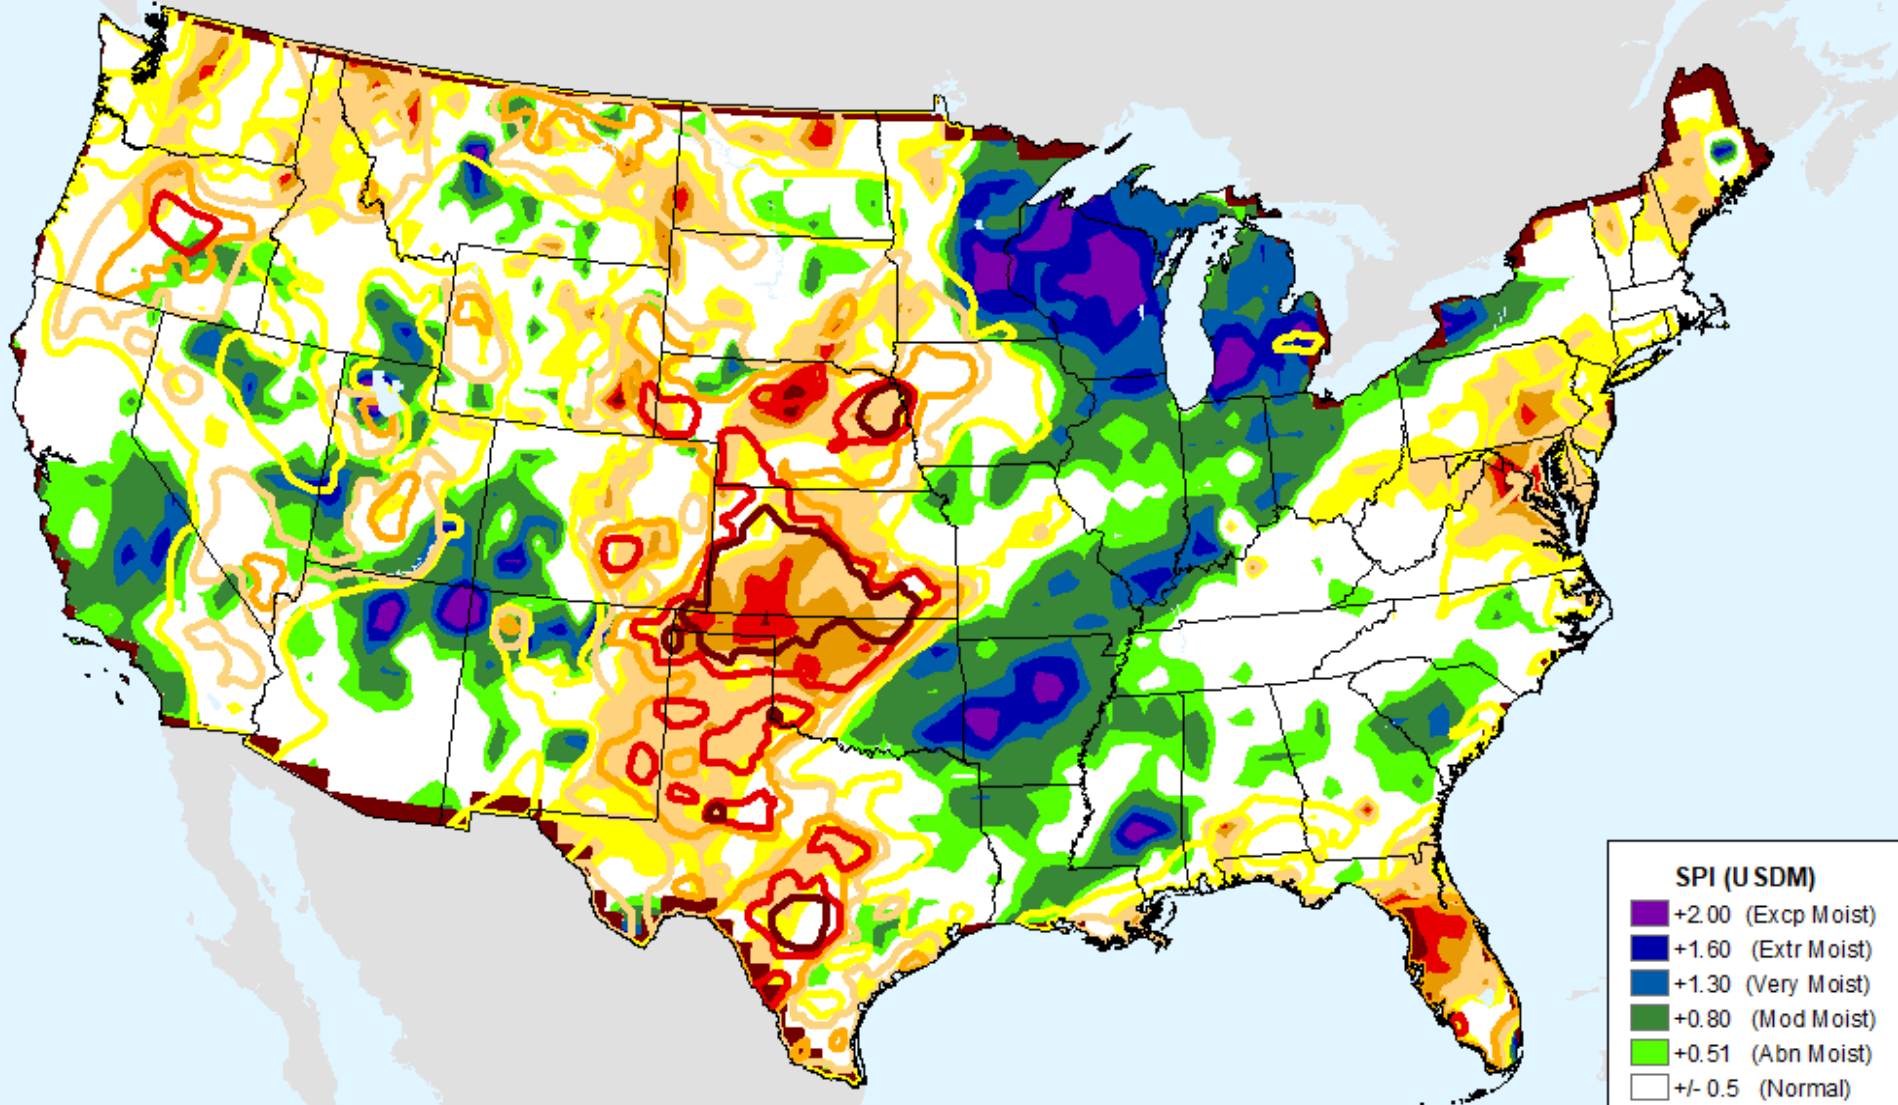 SPI (USDM)
+2.00 (Excp Moist)
+1.60 (Extr Moist)
+1.30 (Very Moist)
+0.80 (Mod Moist)
+0.51 (Abn Moist)
+/- 0.5 (Normal)